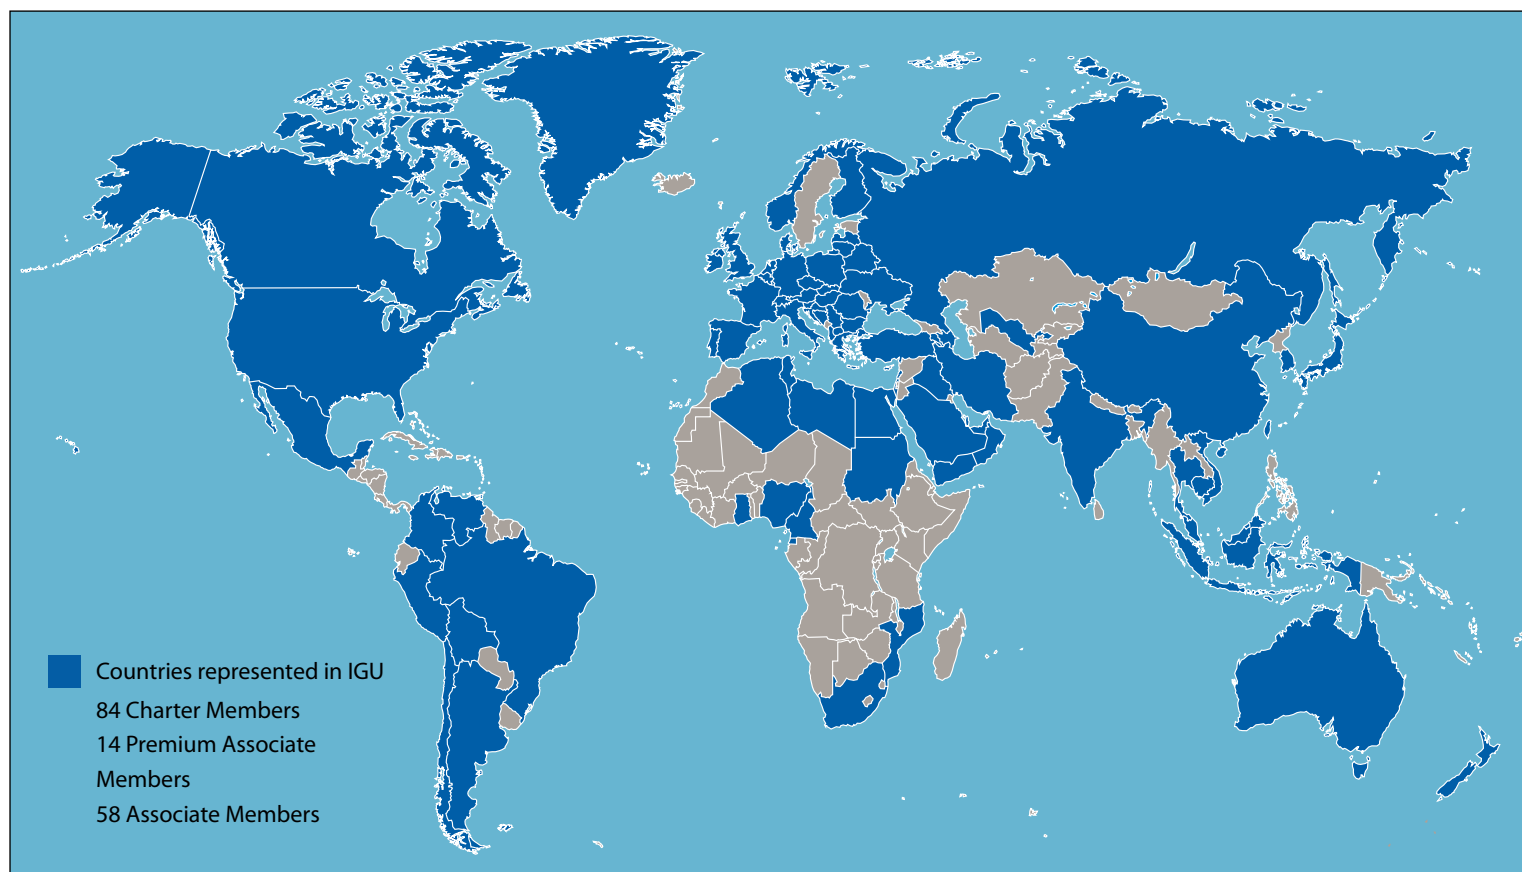 Countries represented in IGU
84 Charter Members
14 Premium Associate
Members
58 Associate Members